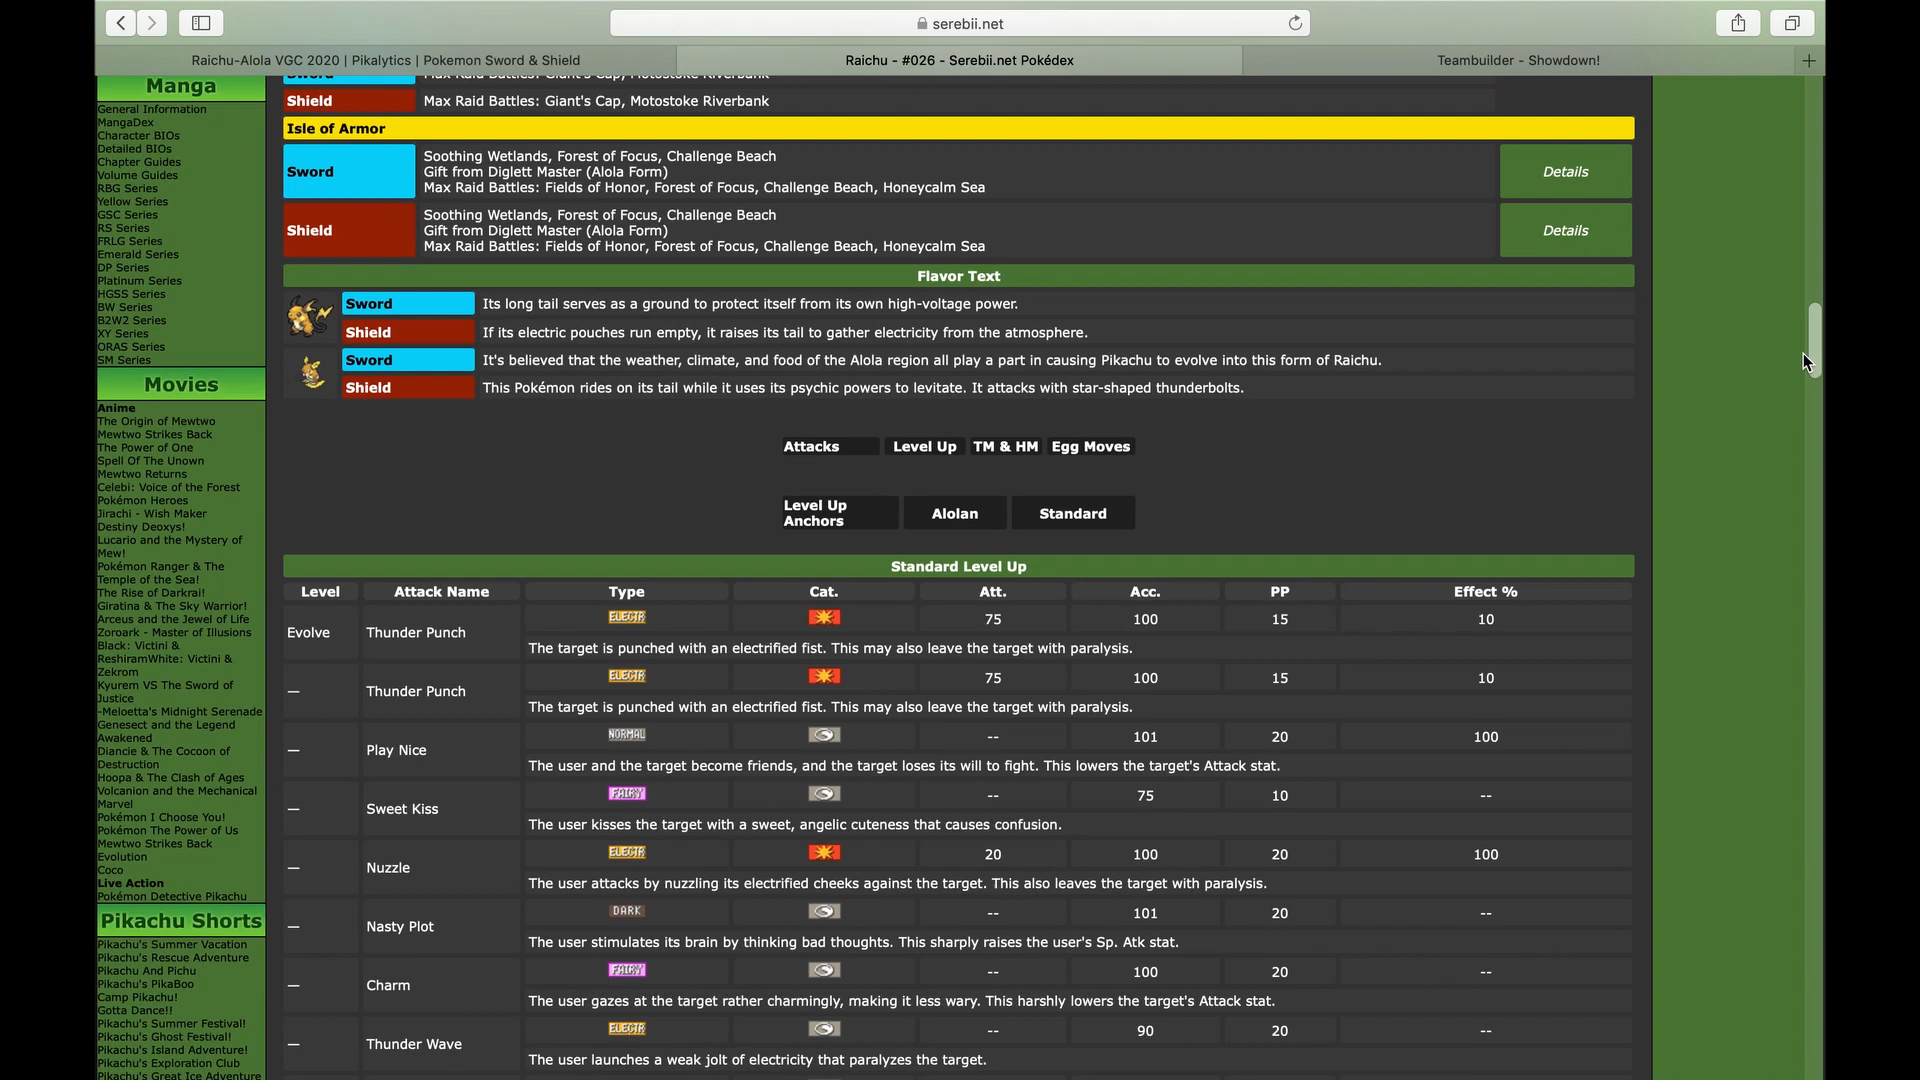 serebii.net
Raichu-Alola VGC 2020 | Pikalytics | Pokemon Sword & Shield
Raichu - #026 - Serebii.net Pokédex
Teambuilder - Showdown!
Manga
General Information
MangaDex
Character BIOs
Detailed BIOs
Chapter Guides
Volume Guides
RBG Series
Yellow Series
GSC Series
RS Series
FRLG Series
Emerald Series
DP Series
Platinum Series
HGSS Series
BW Series
B2W2 Series
XY Series
ORAS Series
SM Series
Movies
Anime
The Origin of Mewtwo
Mewtwo Strikes Back
The Power of One
Spell Of The Unown
Mewtwo Returns
Celebi: Voice of the Forest
Pokémon Heroes
Jirachi - Wish Maker
Destiny Deoxys!
Lucario and the Mystery of
Mew!
Pokémon Ranger & The
Temple of the Sea!
The Rise of Darkrai!
Giratina & The Sky Warrior!
Arceus and the Jewel of Life
Zoroark - Master of Illusions
Black: Victini &
ReshiramWhite: Victini &
Zekrom
Kyurem VS The Sword of
Justice
-Meloetta's Midnight Serenade
Genesect and the Legend
Awakened
Diancie & The Cocoon of
Destruction
Hoopa & The Clash of Ages
Volcanion and the Mechanical
Marvel
Pokémon I Choose You!
Pokémon The Power of Us
Mewtwo Strikes Back
Evolution
Coco
Live Action
Pokémon Detective Pikachu
Pikachu Shorts
Pikachu's Summer Vacation
Pikachu's Rescue Adventure
Pikachu And Pichu
Pikachu's PikaBoo
Camp Pikachu!
Gotta Dance!!
Pikachu's Summer Festival!
Pikachu's Ghost Festival!
Pikachu's Island Adventure!
Pikachu's Exploration Club
Pikachu's Great Ice Adventure
Sword Max Raid Battles: Giant's Cap, Motostoke Riverbank
Shield Max Raid Battles: Giant's Cap, Motostoke Riverbank
Isle of Armor
Sword
Soothing Wetlands, Forest of Focus, Challenge Beach
Gift from Diglett Master (Alola Form)
Max Raid Battles: Fields of Honor, Forest of Focus, Challenge Beach, Honeycalm Sea
Details
Shield
Soothing Wetlands, Forest of Focus, Challenge Beach
Gift from Diglett Master (Alola Form)
Max Raid Battles: Fields of Honor, Forest of Focus, Challenge Beach, Honeycalm Sea
Details
Flavor Text
Sword Its long tail serves as a ground to protect itself from its own high-voltage power.
Shield If its electric pouches run empty, it raises its tail to gather electricity from the atmosphere.
Sword It's believed that the weather, climate, and food of the Alola region all play a part in causing Pikachu to evolve into this form of Raichu.
Shield This Pokémon rides on its tail while it uses its psychic powers to levitate. It attacks with star-shaped thunderbolts.
Attacks Level Up TM & HM Egg Moves
Level Up
Anchors
Alolan Standard
Standard Level Up
Level Attack Name Type Cat. Att. Acc. PP Effect %
Evolve Thunder Punch ELECTR 75 100 15 10
The target is punched with an electrified fist. This may also leave the target with paralysis.
— Thunder Punch ELECTR 75 100 15 10
The target is punched with an electrified fist. This may also leave the target with paralysis.
— Play Nice NORMAL -- 101 20 100
The user and the target become friends, and the target loses its will to fight. This lowers the target's Attack stat.
— Sweet Kiss FAIRY -- 75 10 --
The user kisses the target with a sweet, angelic cuteness that causes confusion.
— Nuzzle ELECTR 20 100 20 100
The user attacks by nuzzling its electrified cheeks against the target. This also leaves the target with paralysis.
— Nasty Plot DARK -- 101 20 --
The user stimulates its brain by thinking bad thoughts. This sharply raises the user's Sp. Atk stat.
— Charm FAIRY -- 100 20 --
The user gazes at the target rather charmingly, making it less wary. This harshly lowers the target's Attack stat.
— Thunder Wave ELECTR -- 90 20 --
The user launches a weak jolt of electricity that paralyzes the target.